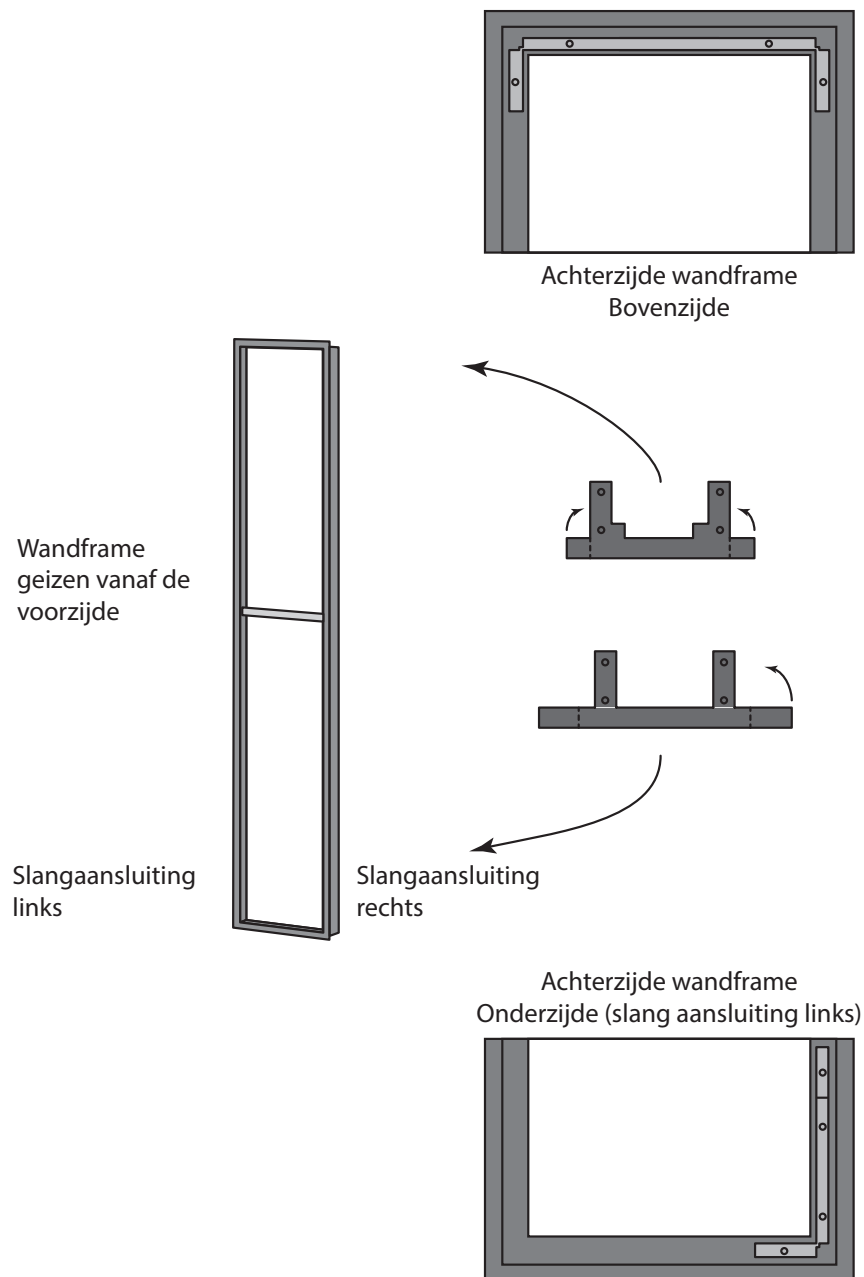 Achterzijde wandframe
Bovenzijde
Wandframe
geizen vanaf de
voorzijde
Slangaansluiting
links
Slangaansluiting
rechts
Achterzijde wandframe
Onderzijde (slang aansluiting links)